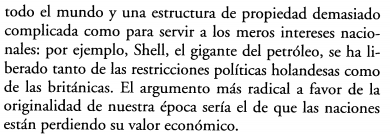 todo el mundo y una estructura de propiedad demasiado
complicada como para servir a los meros intereses nacio-
nales: por ejemplo, Shell, el gigante del petróleo, se ha li-
berado tanto de las restricciones políticas holandesas como
de las británicas. El argumento más radical a favor de la
originalidad de nuestra época sería el de que las naciones
están perdiendo su valor económico.